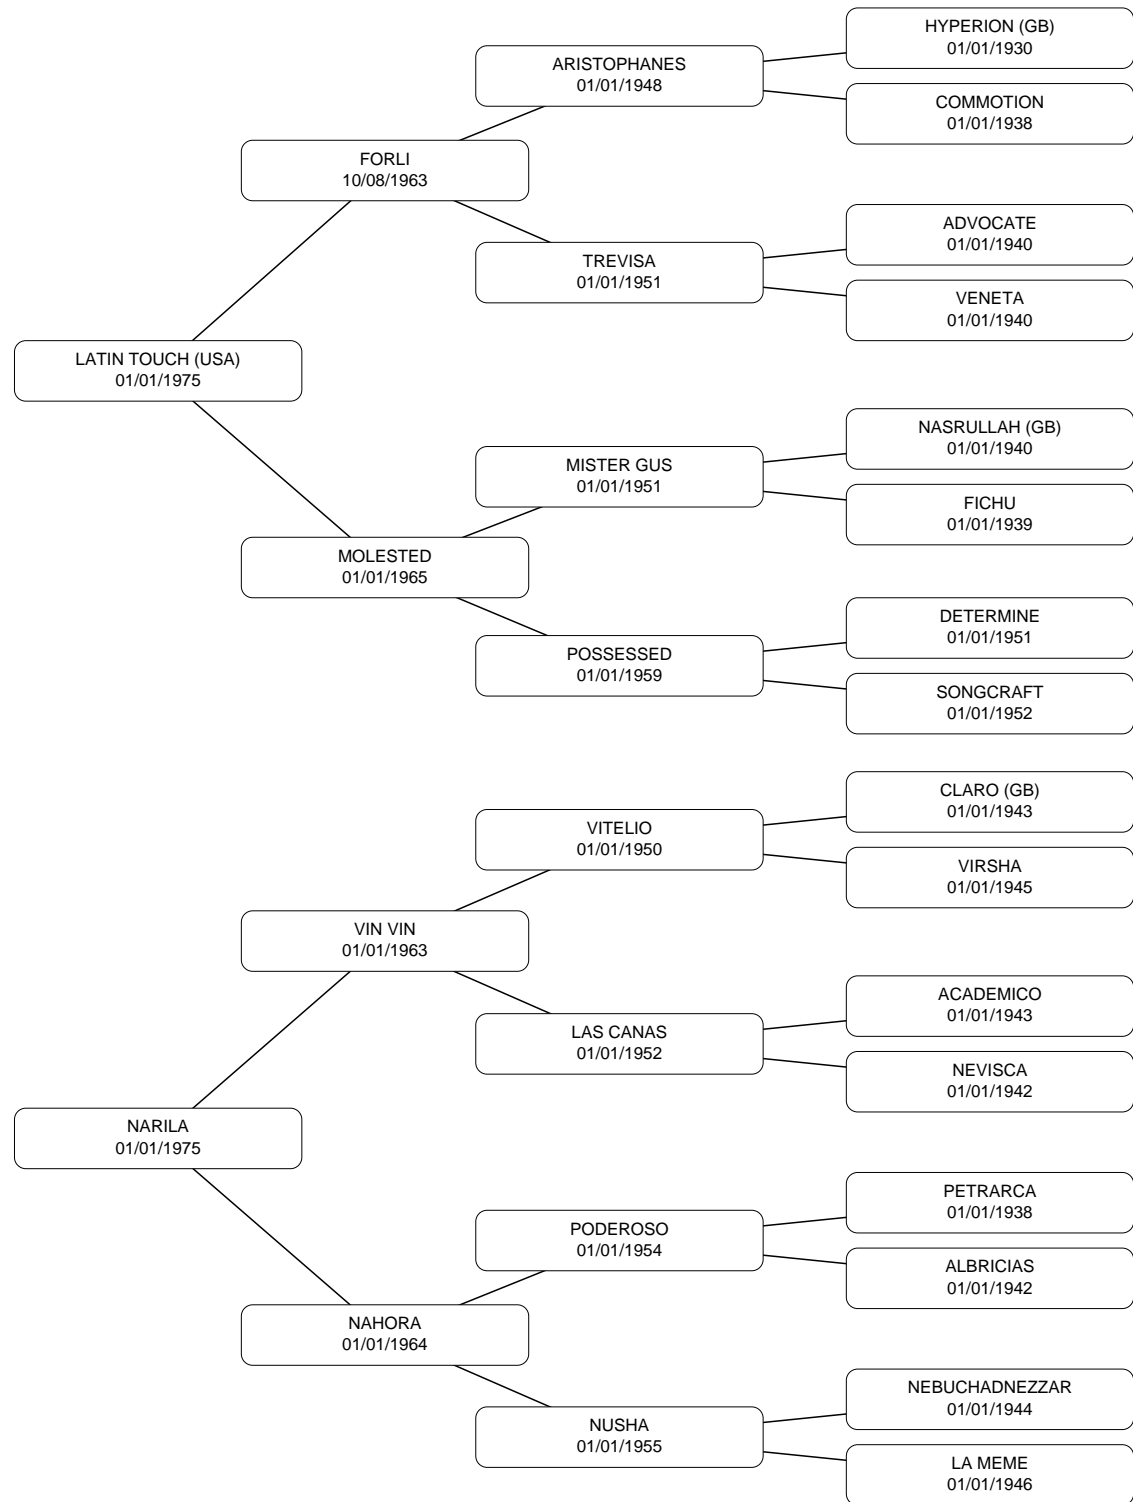 HYPERION (GB)
01/01/1930
ARISTOPHANES
01/01/1948
COMMOTION
01/01/1938
FORLI
10/08/1963
ADVOCATE
01/01/1940
TREVISA
01/01/1951
VENETA
01/01/1940
LATIN TOUCH (USA)
01/01/1975
NASRULLAH (GB)
01/01/1940
MISTER GUS
01/01/1951
FICHU
01/01/1939
MOLESTED
01/01/1965
DETERMINE
01/01/1951
POSSESSED
01/01/1959
SONGCRAFT
01/01/1952
CLARO (GB)
01/01/1943
VITELIO
01/01/1950
VIRSHA
01/01/1945
VIN VIN
01/01/1963
ACADEMICO
01/01/1943
LAS CANAS
01/01/1952
NEVISCA
01/01/1942
NARILA
01/01/1975
PETRARCA
01/01/1938
PODEROSO
01/01/1954
ALBRICIAS
01/01/1942
NAHORA
01/01/1964
NEBUCHADNEZZAR
01/01/1944
NUSHA
01/01/1955
LA MEME
01/01/1946